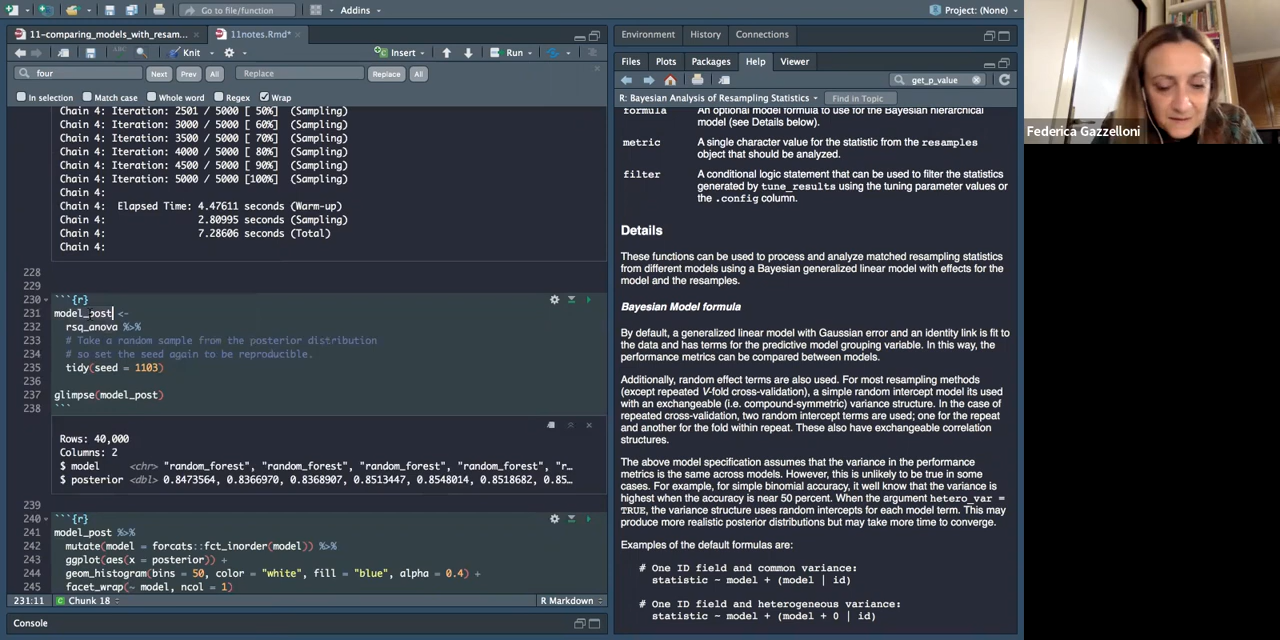 Go to file/function
Addins
Project: (None)
11-comparing_models_with_resam...
11notes.Rmd*
Knit
Insert
Run
four
Next
Prev
All
Replace
Replace
All
In selection
Match case
Whole word
Regex
Wrap
Chain 4: Iteration: 2501 / 5000 [ 50%]  (Sampling)
Chain 4: Iteration: 3000 / 5000 [ 60%]  (Sampling)
Chain 4: Iteration: 3500 / 5000 [ 70%]  (Sampling)
Chain 4: Iteration: 4000 / 5000 [ 80%]  (Sampling)
Chain 4: Iteration: 4500 / 5000 [ 90%]  (Sampling)
Chain 4: Iteration: 5000 / 5000 [100%]  (Sampling)
Chain 4:
Chain 4:  Elapsed Time: 4.47611 seconds (Warm-up)
Chain 4:                2.80995 seconds (Sampling)
Chain 4:                7.28606 seconds (Total)
Chain 4:
228
229
230 ```{r}
231 model_post <-
232   rsq_anova %>%
233   # Take a random sample from the posterior distribution
234   # so set the seed again to be reproducible.
235   tidy(seed = 1103)
236
237 glimpse(model_post)
238 ```
Rows: 40,000
Columns: 2
$ model     <chr> "random_forest", "random_forest", "random_forest", "random_forest", "r…
$ posterior <dbl> 0.8473564, 0.8366970, 0.8368907, 0.8513447, 0.8548014, 0.8518682, 0.85…
239
240 ```{r}
241 model_post %>%
242   mutate(model = forcats::fct_inorder(model)) %>%
243   ggplot(aes(x = posterior)) +
244   geom_histogram(bins = 50, color = "white", fill = "blue", alpha = 0.4) +
245   facet_wrap(~ model, ncol = 1)
231:11
Chunk 18
R Markdown
Console
Environment
History
Connections
Files
Plots
Packages
Help
Viewer
get_p_value
R: Bayesian Analysis of Resampling Statistics
Find in Topic
formula An optional model formula to use for the Bayesian hierarchical
model (see Details below).
metric A single character value for the statistic from the resamples
object that should be analyzed.
filter A conditional logic statement that can be used to filter the statistics
generated by tune_results using the tuning parameter values or
the .config column.
Details
These functions can be used to process and analyze matched resampling statistics
from different models using a Bayesian generalized linear model with effects for the
model and the resamples.
Bayesian Model formula
By default, a generalized linear model with Gaussian error and an identity link is fit to
the data and has terms for the predictive model grouping variable. In this way, the
performance metrics can be compared between models.
Additionally, random effect terms are also used. For most resampling methods
(except repeated V-fold cross-validation), a simple random intercept model its used
with an exchangeable (i.e. compound-symmetric) variance structure. In the case of
repeated cross-validation, two random intercept terms are used; one for the repeat
and another for the fold within repeat. These also have exchangeable correlation
structures.
The above model specification assumes that the variance in the performance
metrics is the same across models. However, this is unlikely to be true in some
cases. For example, for simple binomial accuracy, it well know that the variance is
highest when the accuracy is near 50 percent. When the argument hetero_var =
TRUE, the variance structure uses random intercepts for each model term. This may
produce more realistic posterior distributions but may take more time to converge.
Examples of the default formulas are:
# One ID field and common variance:
statistic ~ model + (model | id)
# One ID field and heterogeneous variance:
statistic ~ model + (model + 0 | id)
Federica Gazzelloni